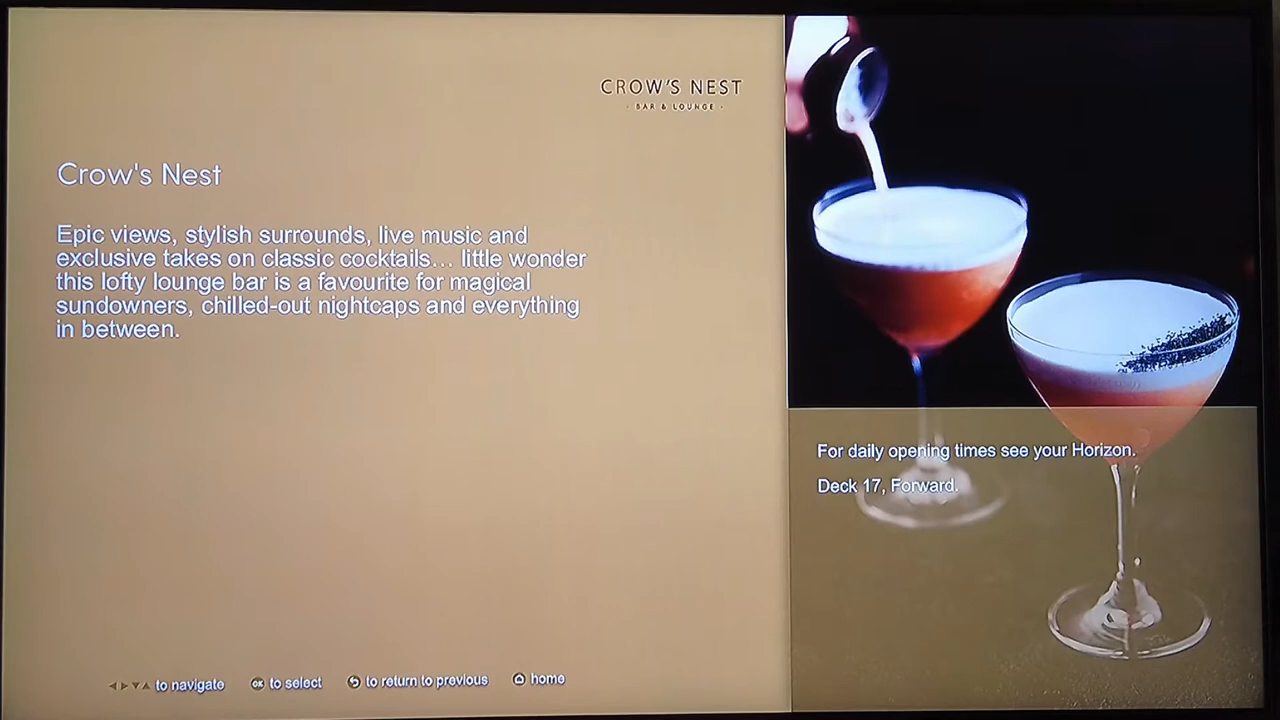 CROW'S NEST
- BAR & LOUNGE -
Crow's Nest
Epic views, stylish surrounds, live music and
exclusive takes on classic cocktails... little wonder
this lofty lounge bar is a favourite for magical
sundowners, chilled-out nightcaps and everything
in between.
For daily opening times see your Horizon.
Deck 17, Forward.
to navigate OK to select to return to previous home